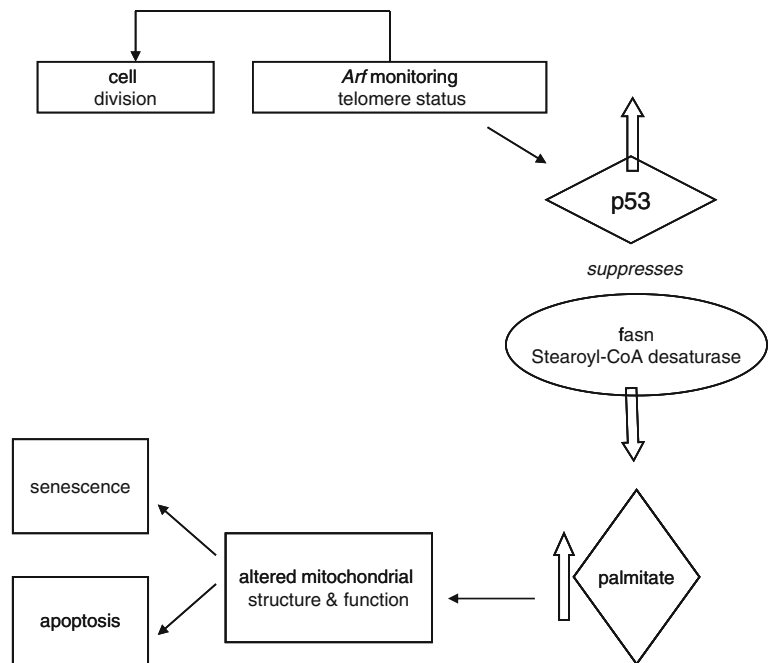 cell
division
Arf monitoring
telomere status
p53
suppresses
fasn
Stearoyl-CoA desaturase
senescence
altered mitochondrial
structure & function
palmitate
apoptosis